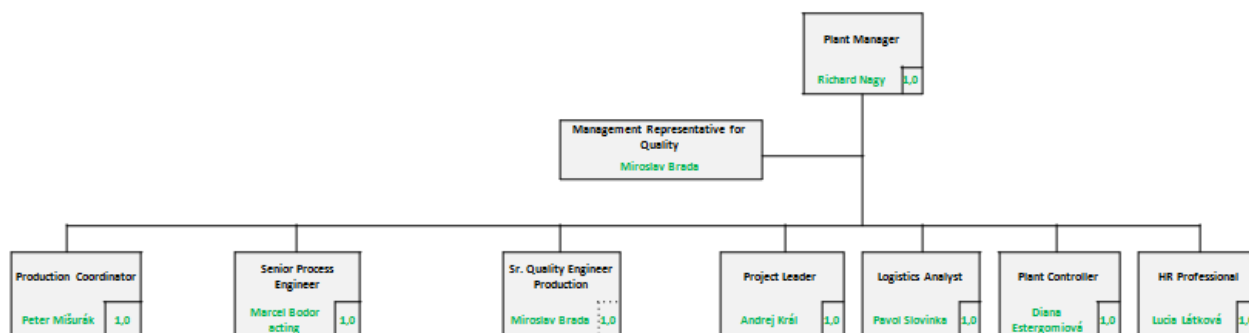 Plant Manager
Richard Nagy 1,0
Management Representative for
Quality
Miroslav Brada
Production Coordinator
Peter Mišurák 1,0
Senior Process
Engineer
Marcel Bodor
acting 1,0
Sr. Quality Engineer
Production
Miroslav Brada 1,0
Project Leader
Andrej Král 1,0
Logistics Analyst
Pavol Slovinka 1,0
Plant Controller
Diana
Estergomiová 1,0
HR Professional
Lucia Látková 1,0